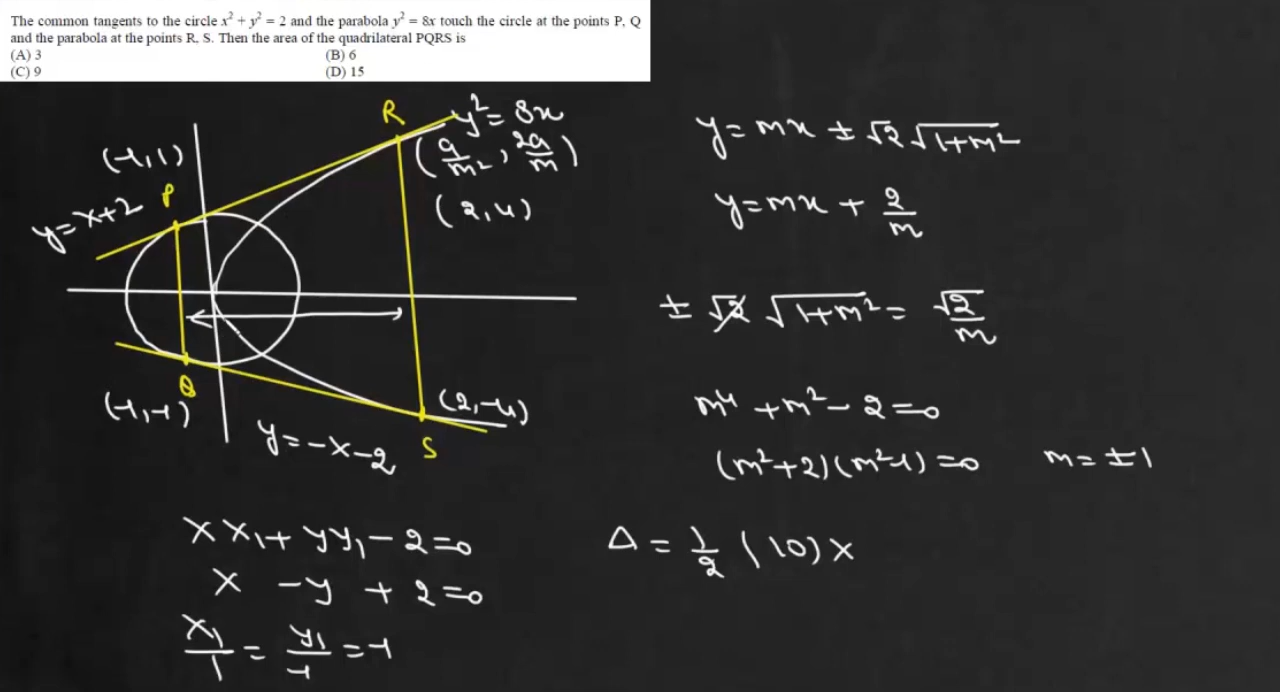 The common tangents to the circle x² + y² = 2 and the parabola y² = 8x touch the circle at the points P, Q
and the parabola at the points R, S. Then the area of the quadrilateral PQRS is
(A) 3 (B) 6
(C) 9 (D) 15
R y² = 8x
(-1,1) (a/m², 2a/m)
P
y=x+2 (2,4)
Q
(-1,-1) (2,-4)
y=-x-2 S
xx₁ + yy₁ - 2=0
x - y + 2=0
x₁/1 = y₁/-1 = -1
y=mx ± √2 √1+m²
y=mx + 2/m
± √2 √1+m² = √2/m
m⁴ + m² - 2=0
(m²+2)(m²-1)=0 m= ±1
Δ = 1/2 (10) x